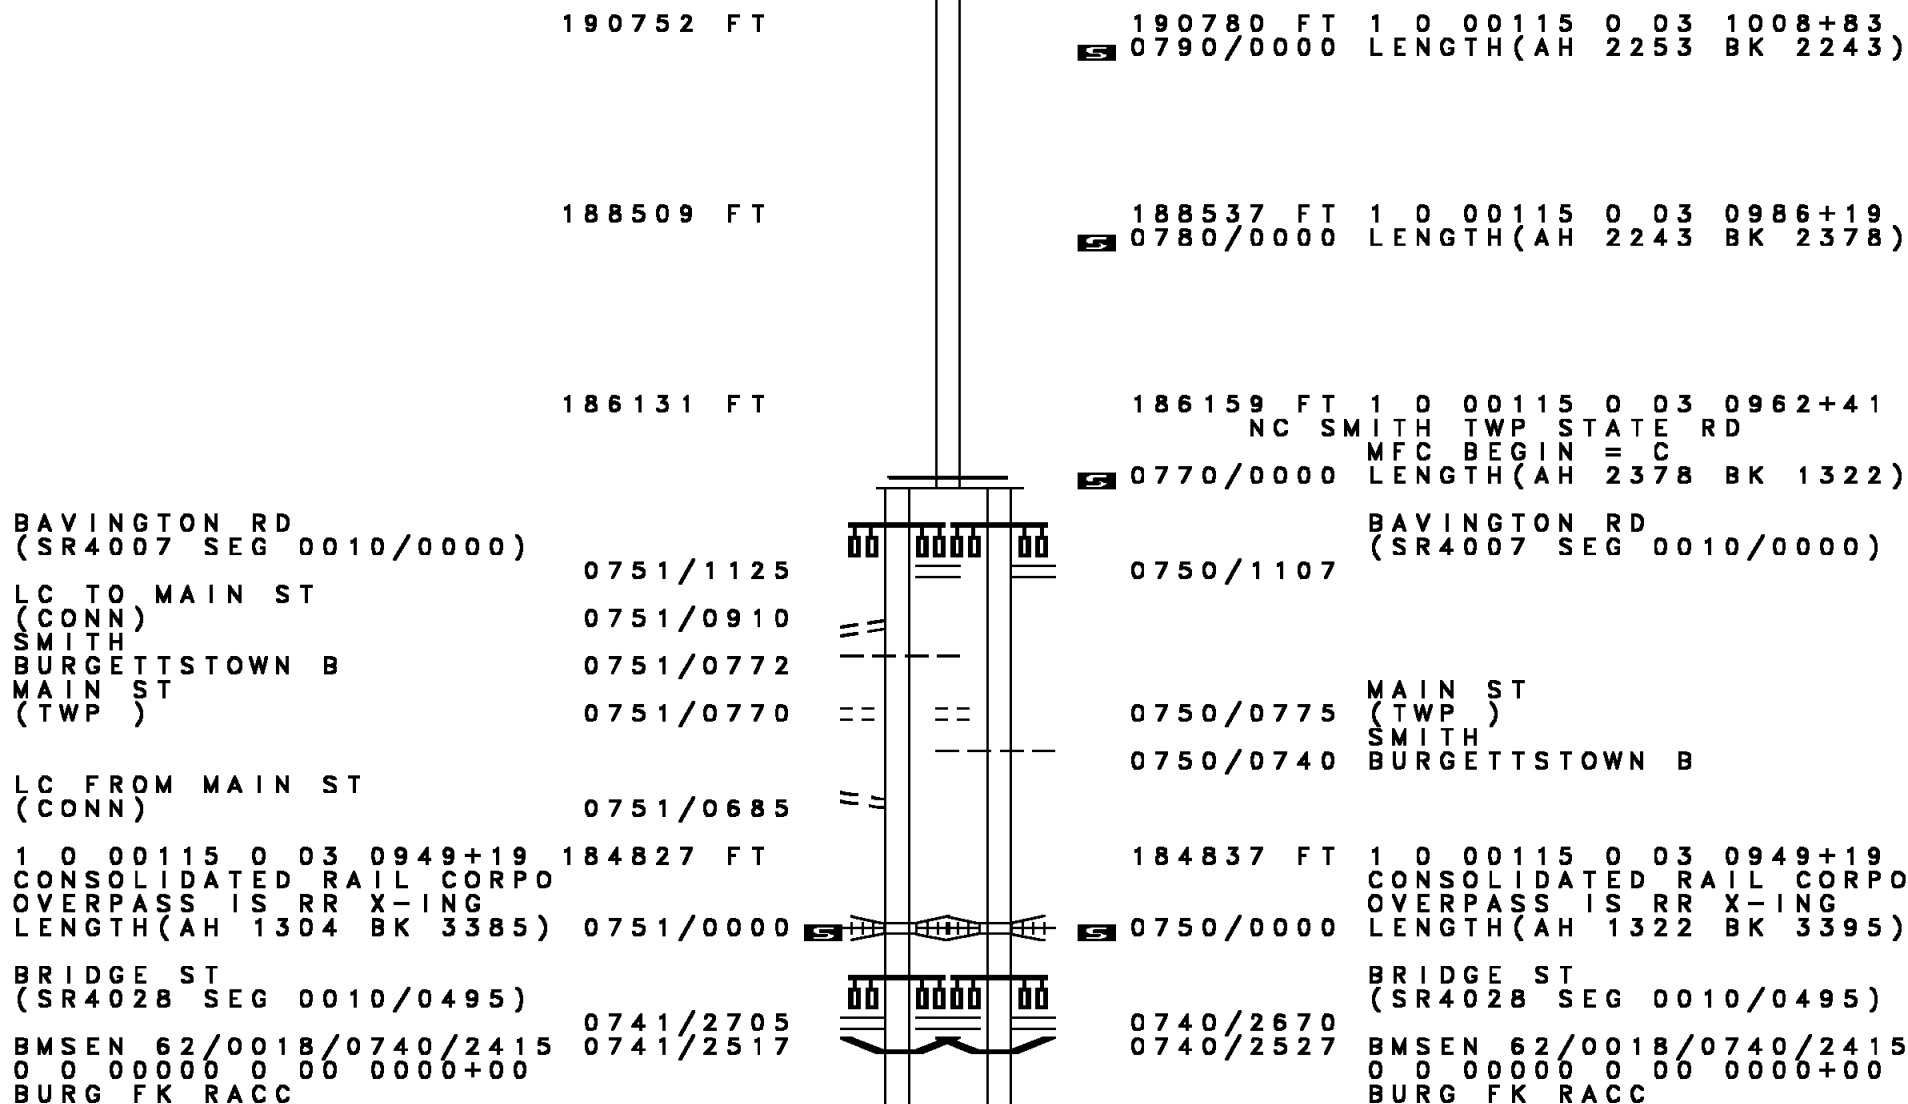 190752 FT 190780 FT 1 0 00115 0 03 1008+83
S 0790/0000 LENGTH(AH 2253 BK 2243)
188509 FT 188537 FT 1 0 00115 0 03 0986+19
S 0780/0000 LENGTH(AH 2243 BK 2378)
186131 FT 186159 FT 1 0 00115 0 03 0962+41
NC SMITH TWP STATE RD
MFC BEGIN = C
S 0770/0000 LENGTH(AH 2378 BK 1322)
BAVINGTON RD BAVINGTON RD
(SR4007 SEG 0010/0000) (SR4007 SEG 0010/0000)
0751/1125 0750/1107
LC TO MAIN ST
(CONN) 0751/0910
SMITH
BURGETTSTOWN B 0751/0772
MAIN ST MAIN ST
(TWP ) 0751/0770 0750/0775 (TWP )
SMITH
0750/0740 BURGETTSTOWN B
LC FROM MAIN ST
(CONN) 0751/0685
1 0 00115 0 03 0949+19 184827 FT 184837 FT 1 0 00115 0 03 0949+19
CONSOLIDATED RAIL CORPO CONSOLIDATED RAIL CORPO
OVERPASS IS RR X-ING OVERPASS IS RR X-ING
LENGTH(AH 1304 BK 3385) 0751/0000 S S 0750/0000 LENGTH(AH 1322 BK 3395)
BRIDGE ST BRIDGE ST
(SR4028 SEG 0010/0495) (SR4028 SEG 0010/0495)
0741/2705 0740/2670
BMSEN 62/0018/0740/2415 0741/2517 0740/2527 BMSEN 62/0018/0740/2415
0 0 00000 0 00 0000+00 0 0 00000 0 00 0000+00
BURG FK RACC BURG FK RACC